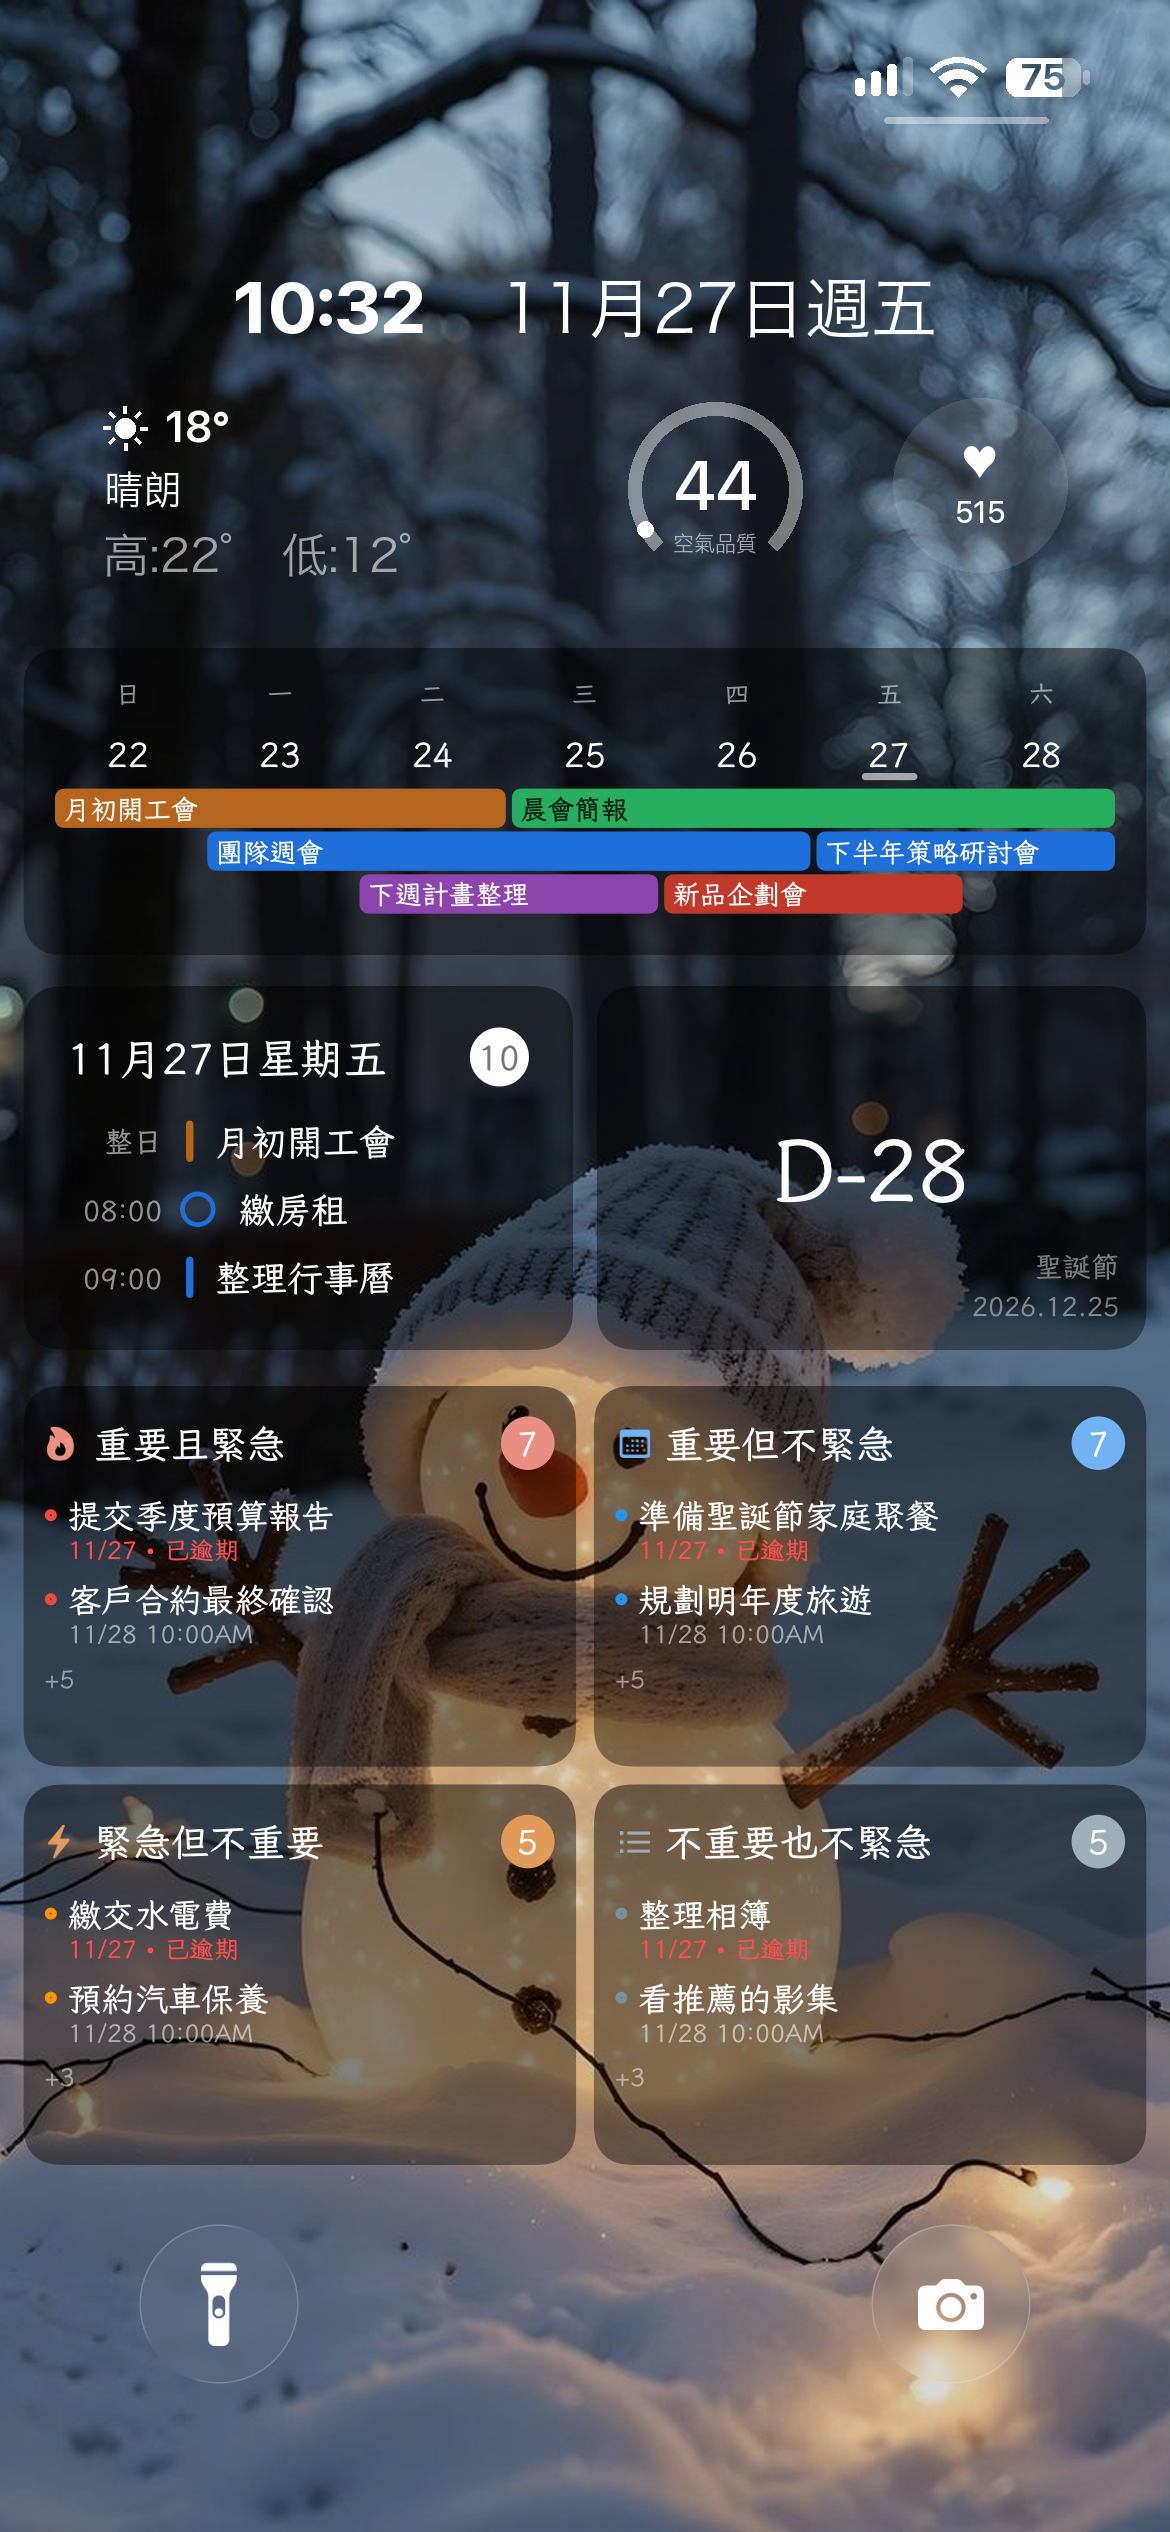 75
10:32 11月27日週五
18°
晴朗
高:22° 低:12°
44
空氣品質
515
日 一 二 三 四 五 六
22 23 24 25 26 27 28
月初開工會 晨會簡報
團隊週會 下半年策略研討會
下週計畫整理 新品企劃會
11月27日星期五 10
整日 月初開工會
08:00 繳房租
09:00 整理行事曆
D-28
聖誕節
2026.12.25
重要且緊急 7
提交季度預算報告
11/27 • 已逾期
客戶合約最終確認
11/28 10:00AM
+5
重要但不緊急 7
準備聖誕節家庭聚餐
11/27 • 已逾期
規劃明年度旅遊
11/28 10:00AM
+5
緊急但不重要 5
繳交水電費
11/27 • 已逾期
預約汽車保養
11/28 10:00AM
+3
不重要也不緊急 5
整理相簿
11/27 • 已逾期
看推薦的影集
11/28 10:00AM
+3